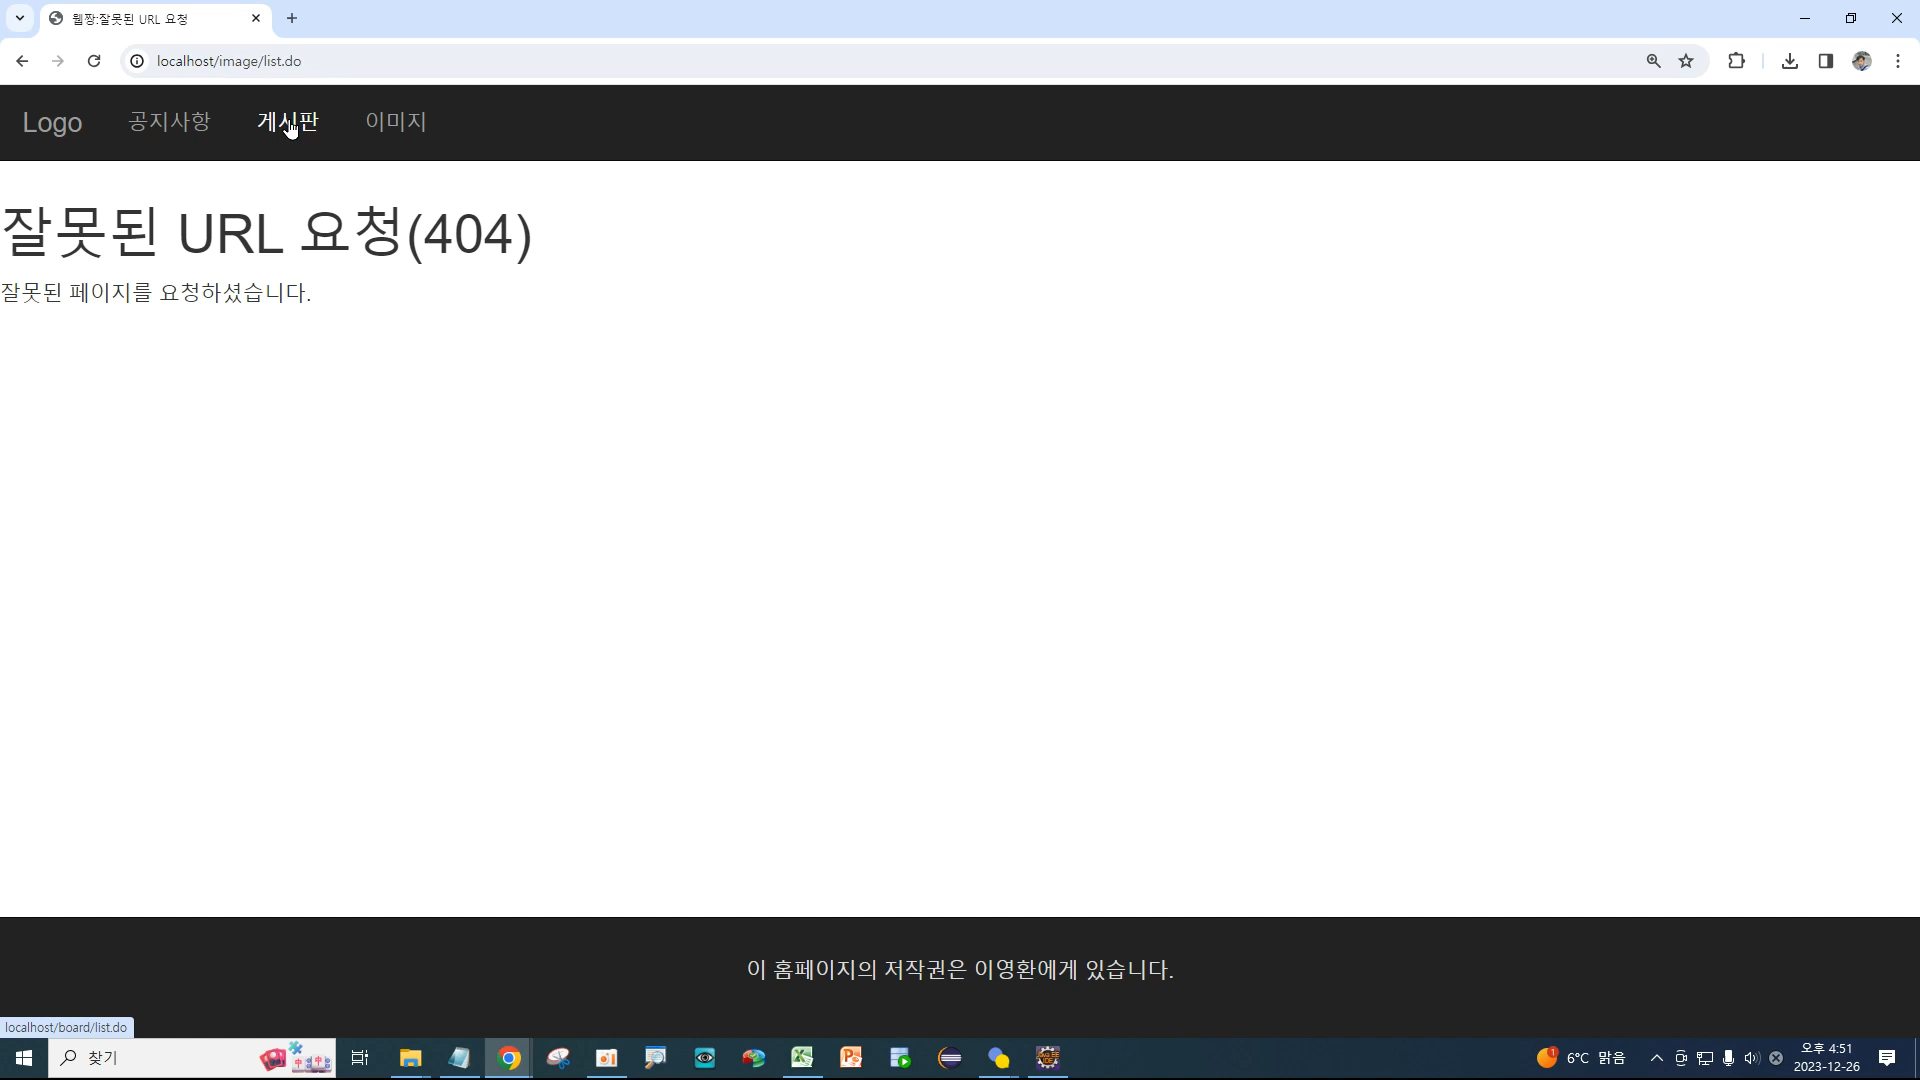 웹짱:잘못된 URL 요청
localhost/image/list.do
Logo 공지사항 게시판 이미지
잘못된 URL 요청(404)
잘못된 페이지를 요청하셨습니다.
이 홈페이지의 저작권은 이영환에게 있습니다.
localhost/board/list.do
찾기
6°C 맑음
오후 4:51
2023-12-26